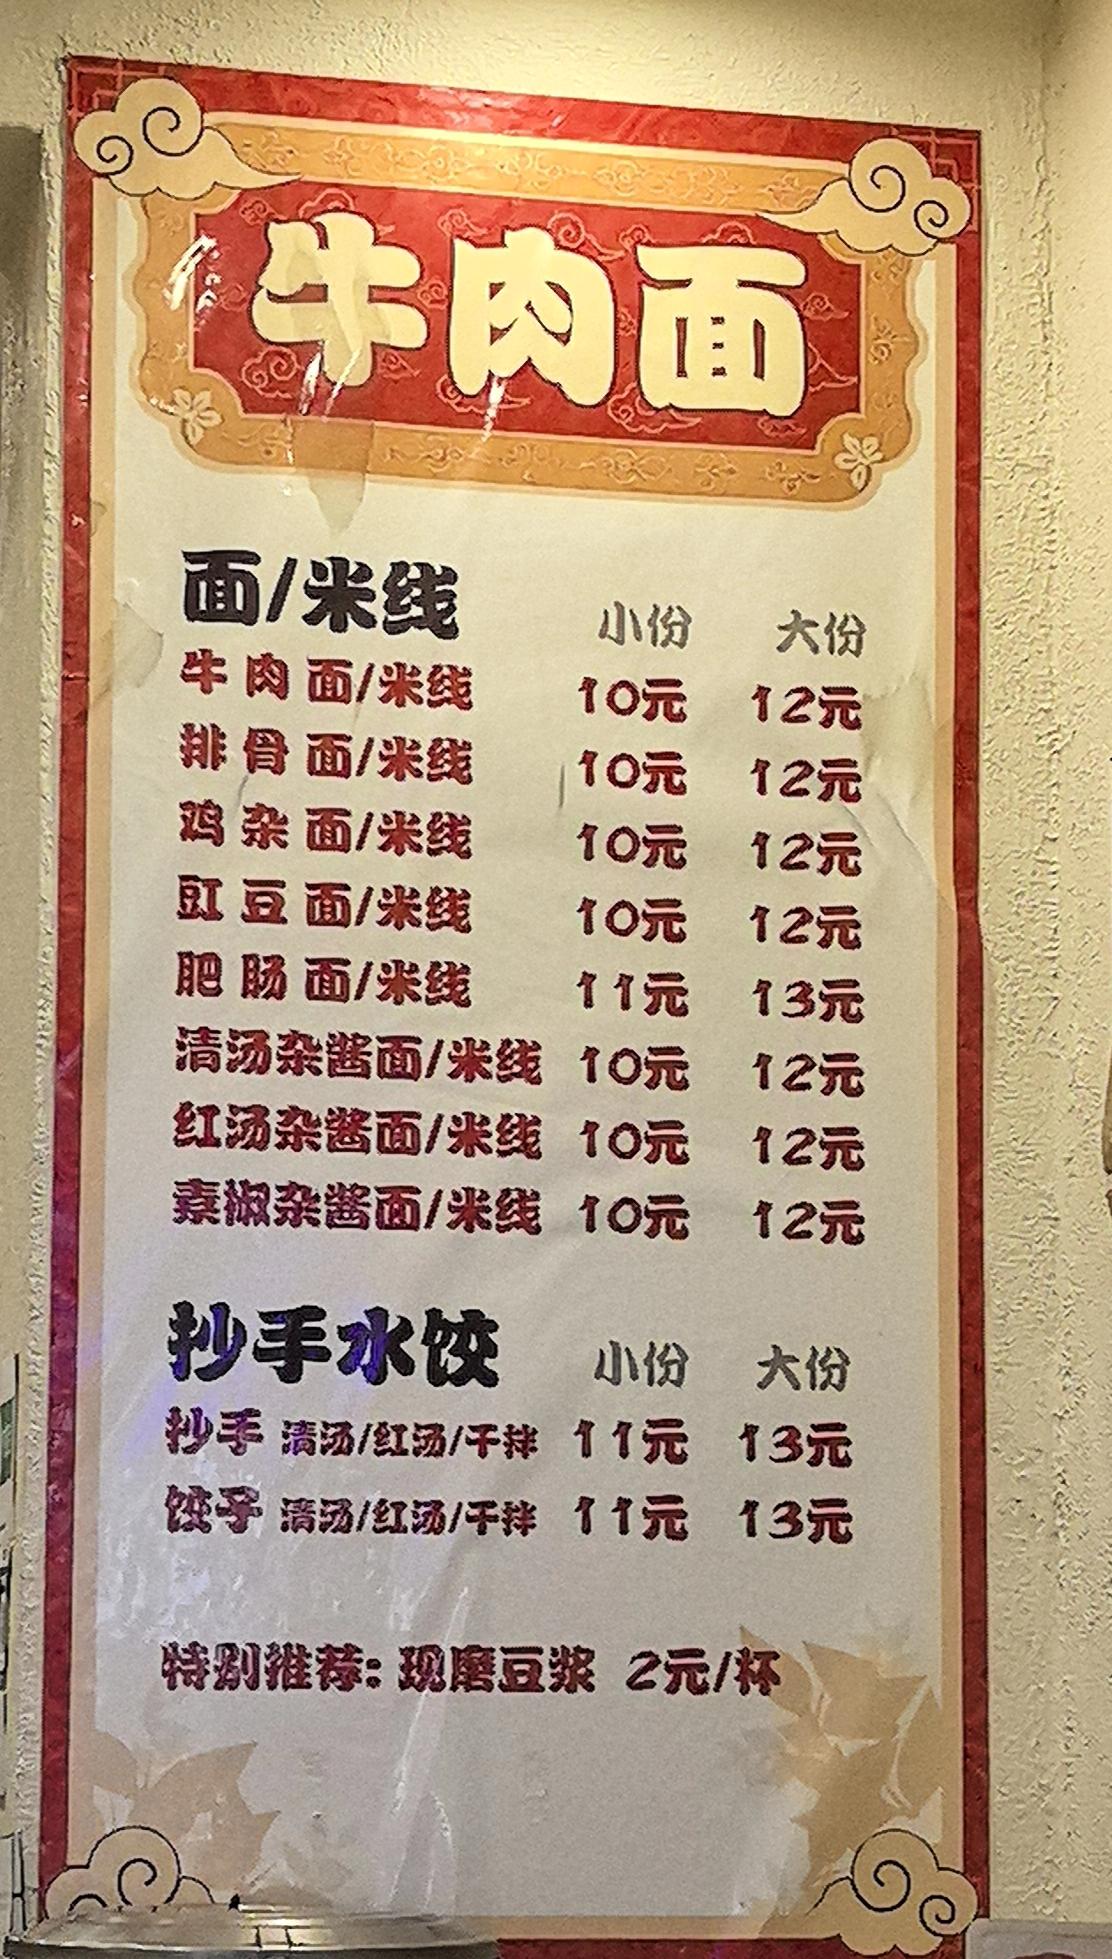 牛肉面
面/米线 小份 大份
牛肉面/米线 10元 12元
排骨面/米线 10元 12元
鸡杂面/米线 10元 12元
豇豆面/米线 10元 12元
肥肠面/米线 11元 13元
清汤杂酱面/米线 10元 12元
红汤杂酱面/米线 10元 12元
素椒杂酱面/米线 10元 12元
抄手水饺 小份 大份
抄手 清汤/红汤/干拌 11元 13元
饺子 清汤/红汤/干拌 11元 13元
特别推荐: 现磨豆浆 2元/杯